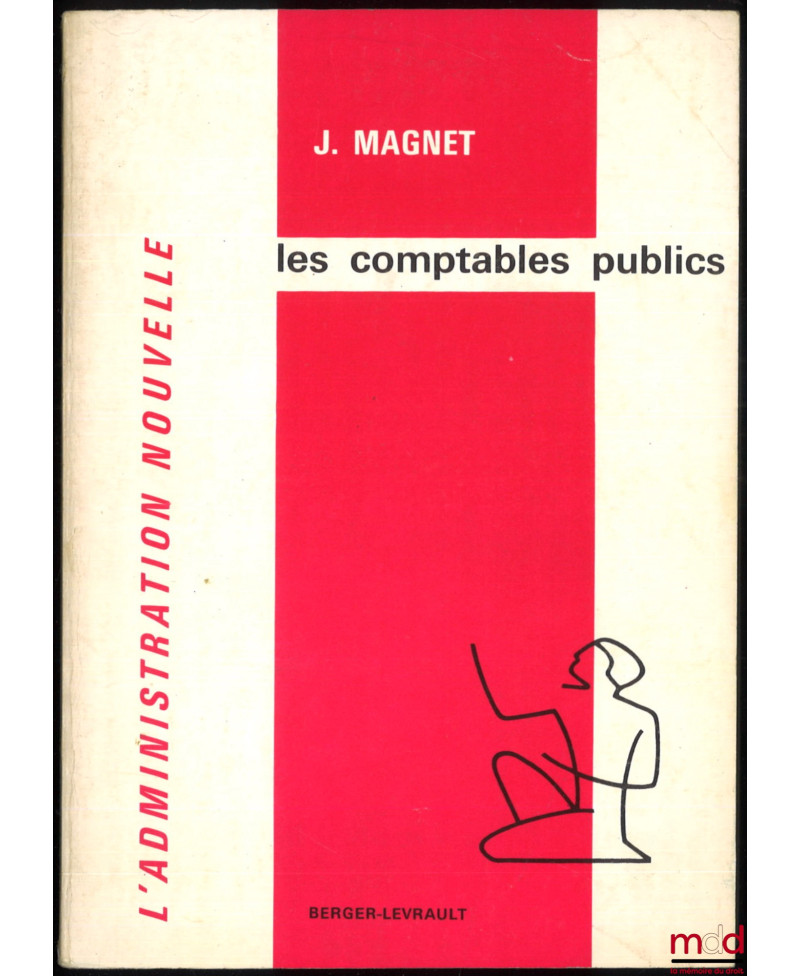 J. MAGNET
les comptables publics
L'ADMINISTRATION NOUVELLE
BERGER-LEVRAULT
mdd
la mémoire du droit